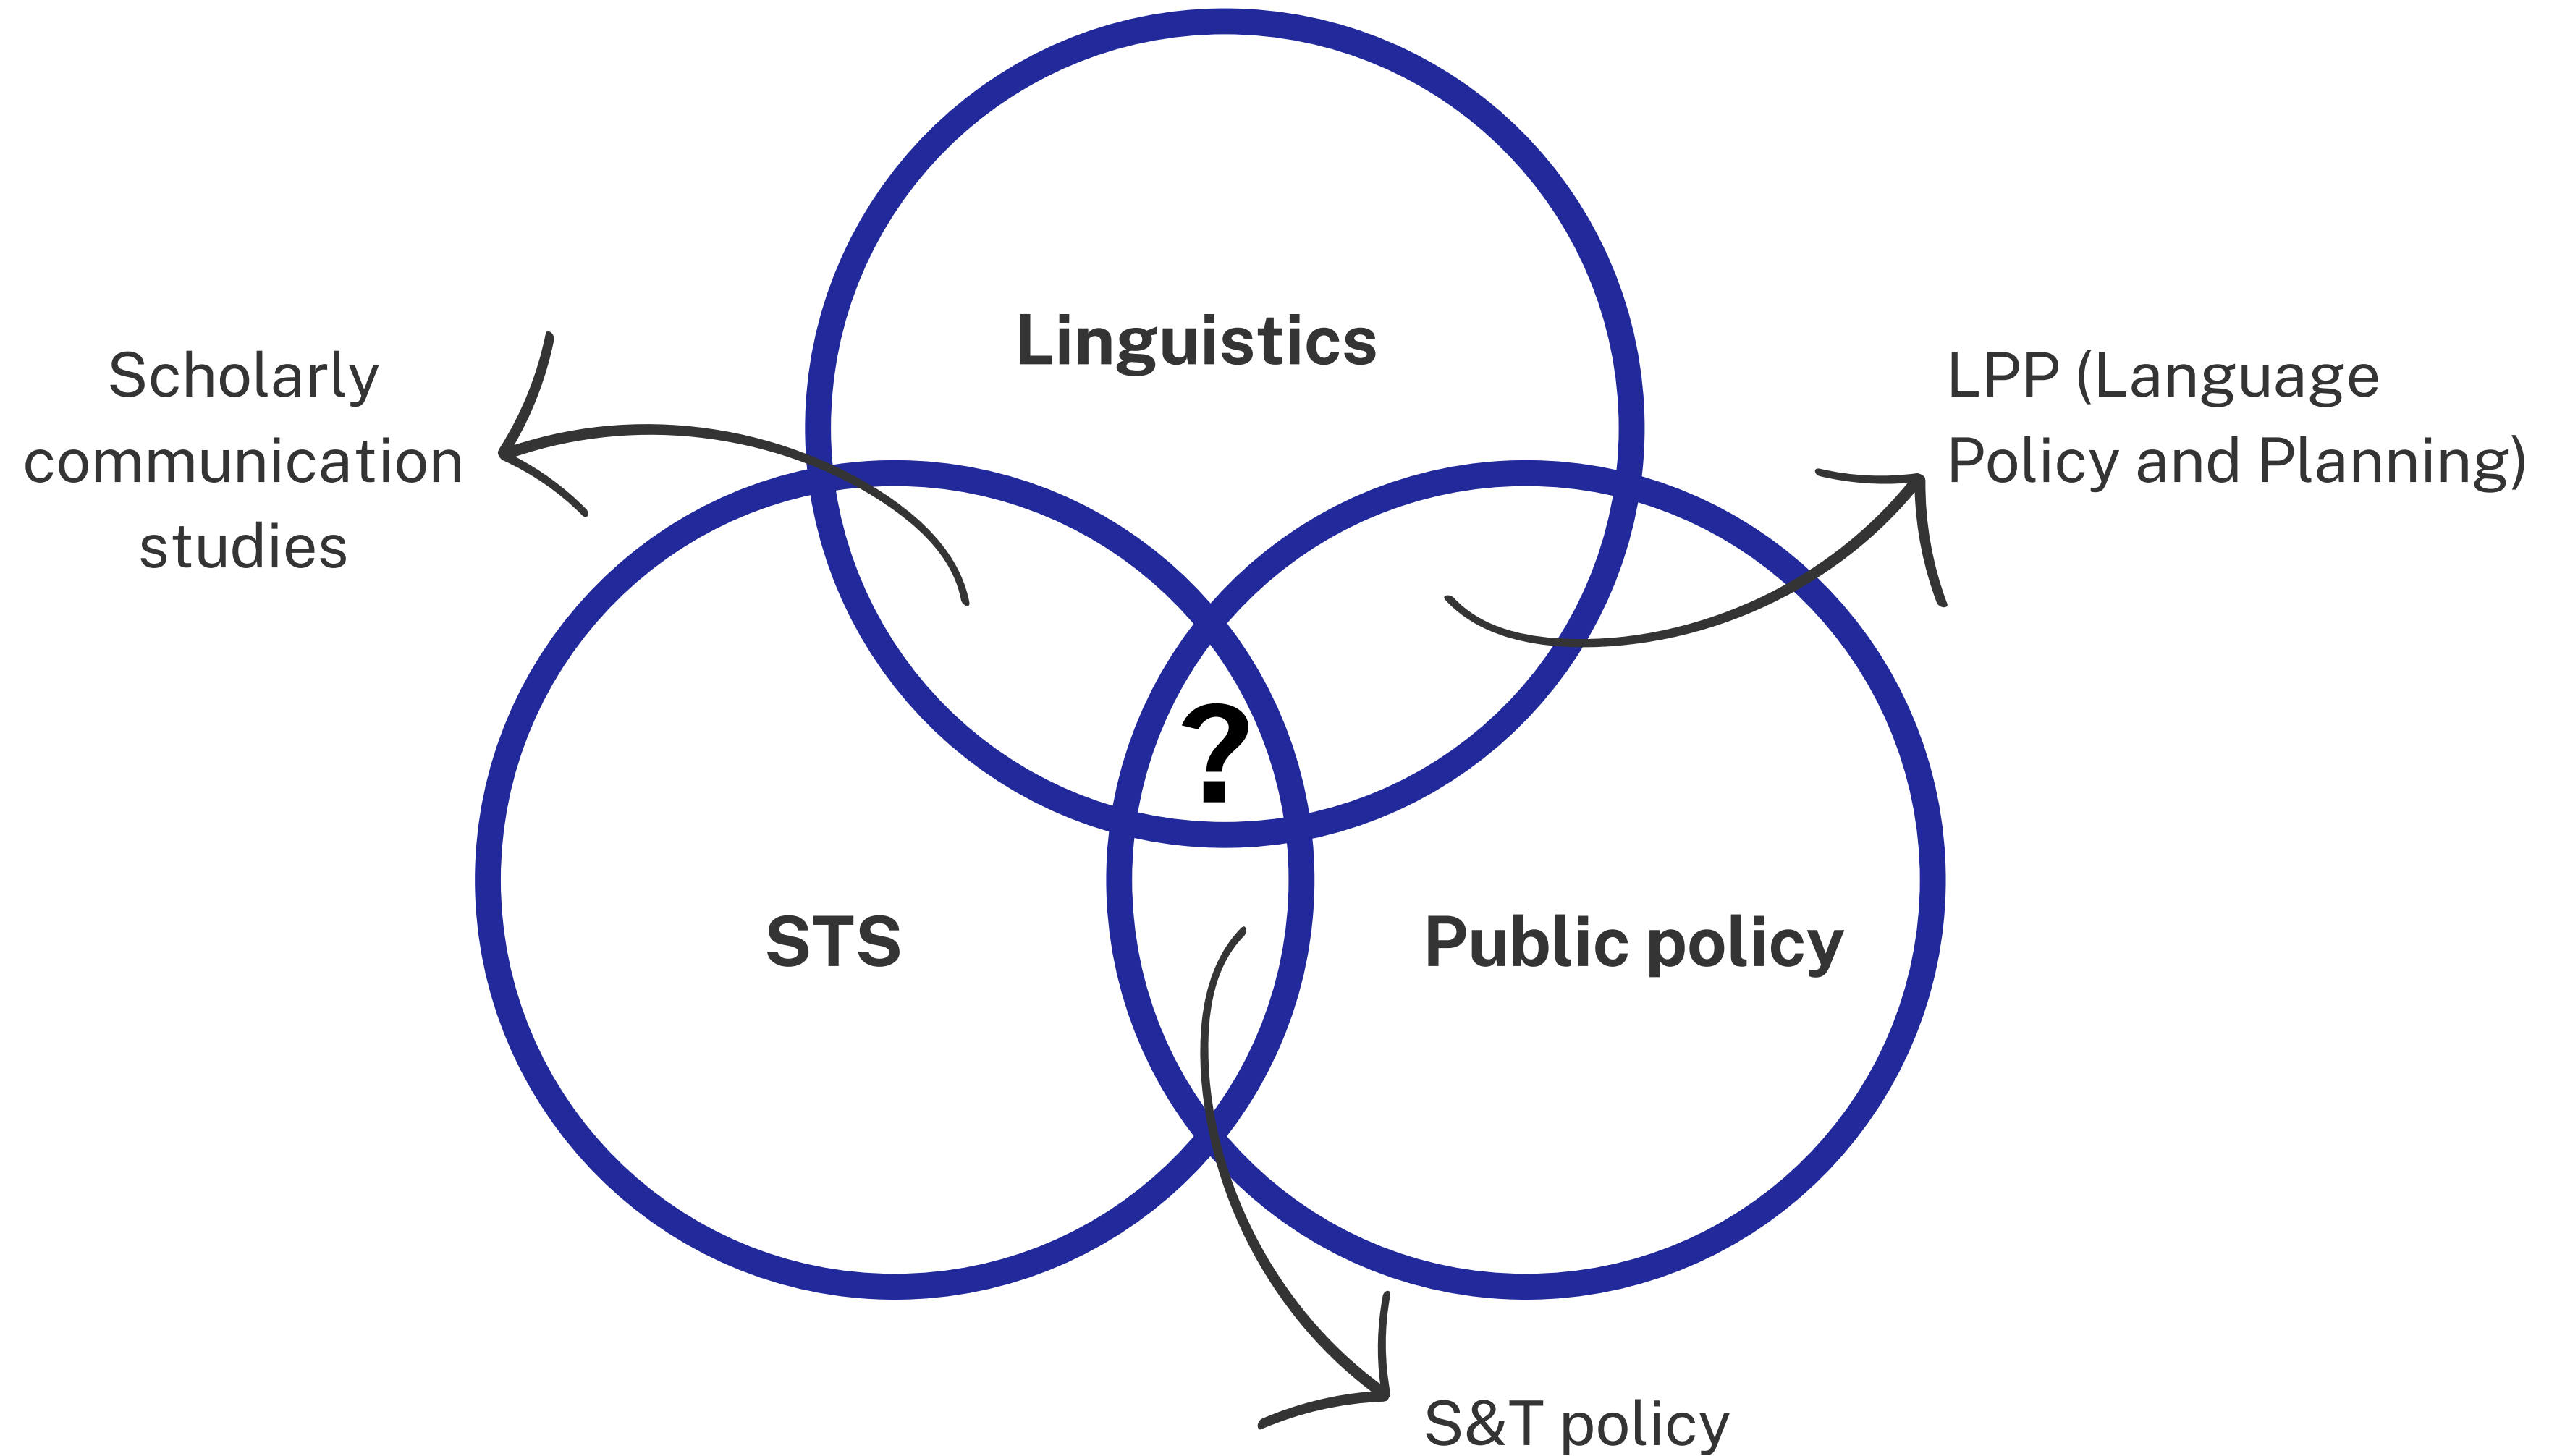 Linguistics
Scholarly
communication
studies
LPP (Language
Policy and Planning)
?
STS
Public policy
S&T policy